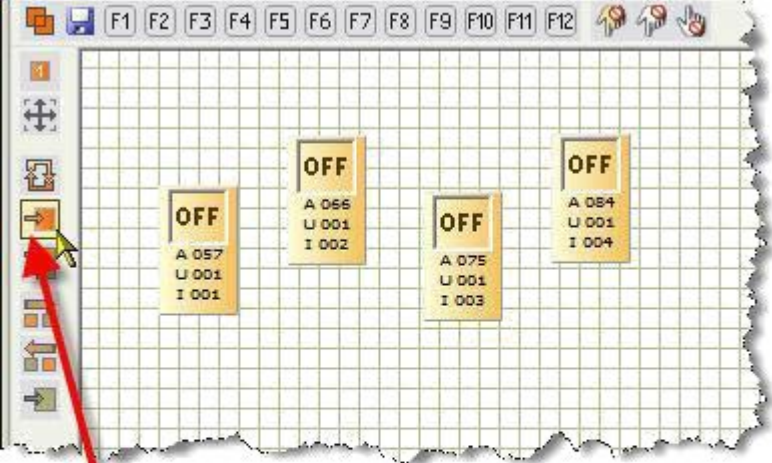 F1 F2 F3 F4 F5 F6 F7 F8 F9 F10 F11 F12
OFF
A 057
U 001
I 001
OFF
A 066
U 001
I 002
OFF
A 075
U 001
I 003
OFF
A 084
U 001
I 004